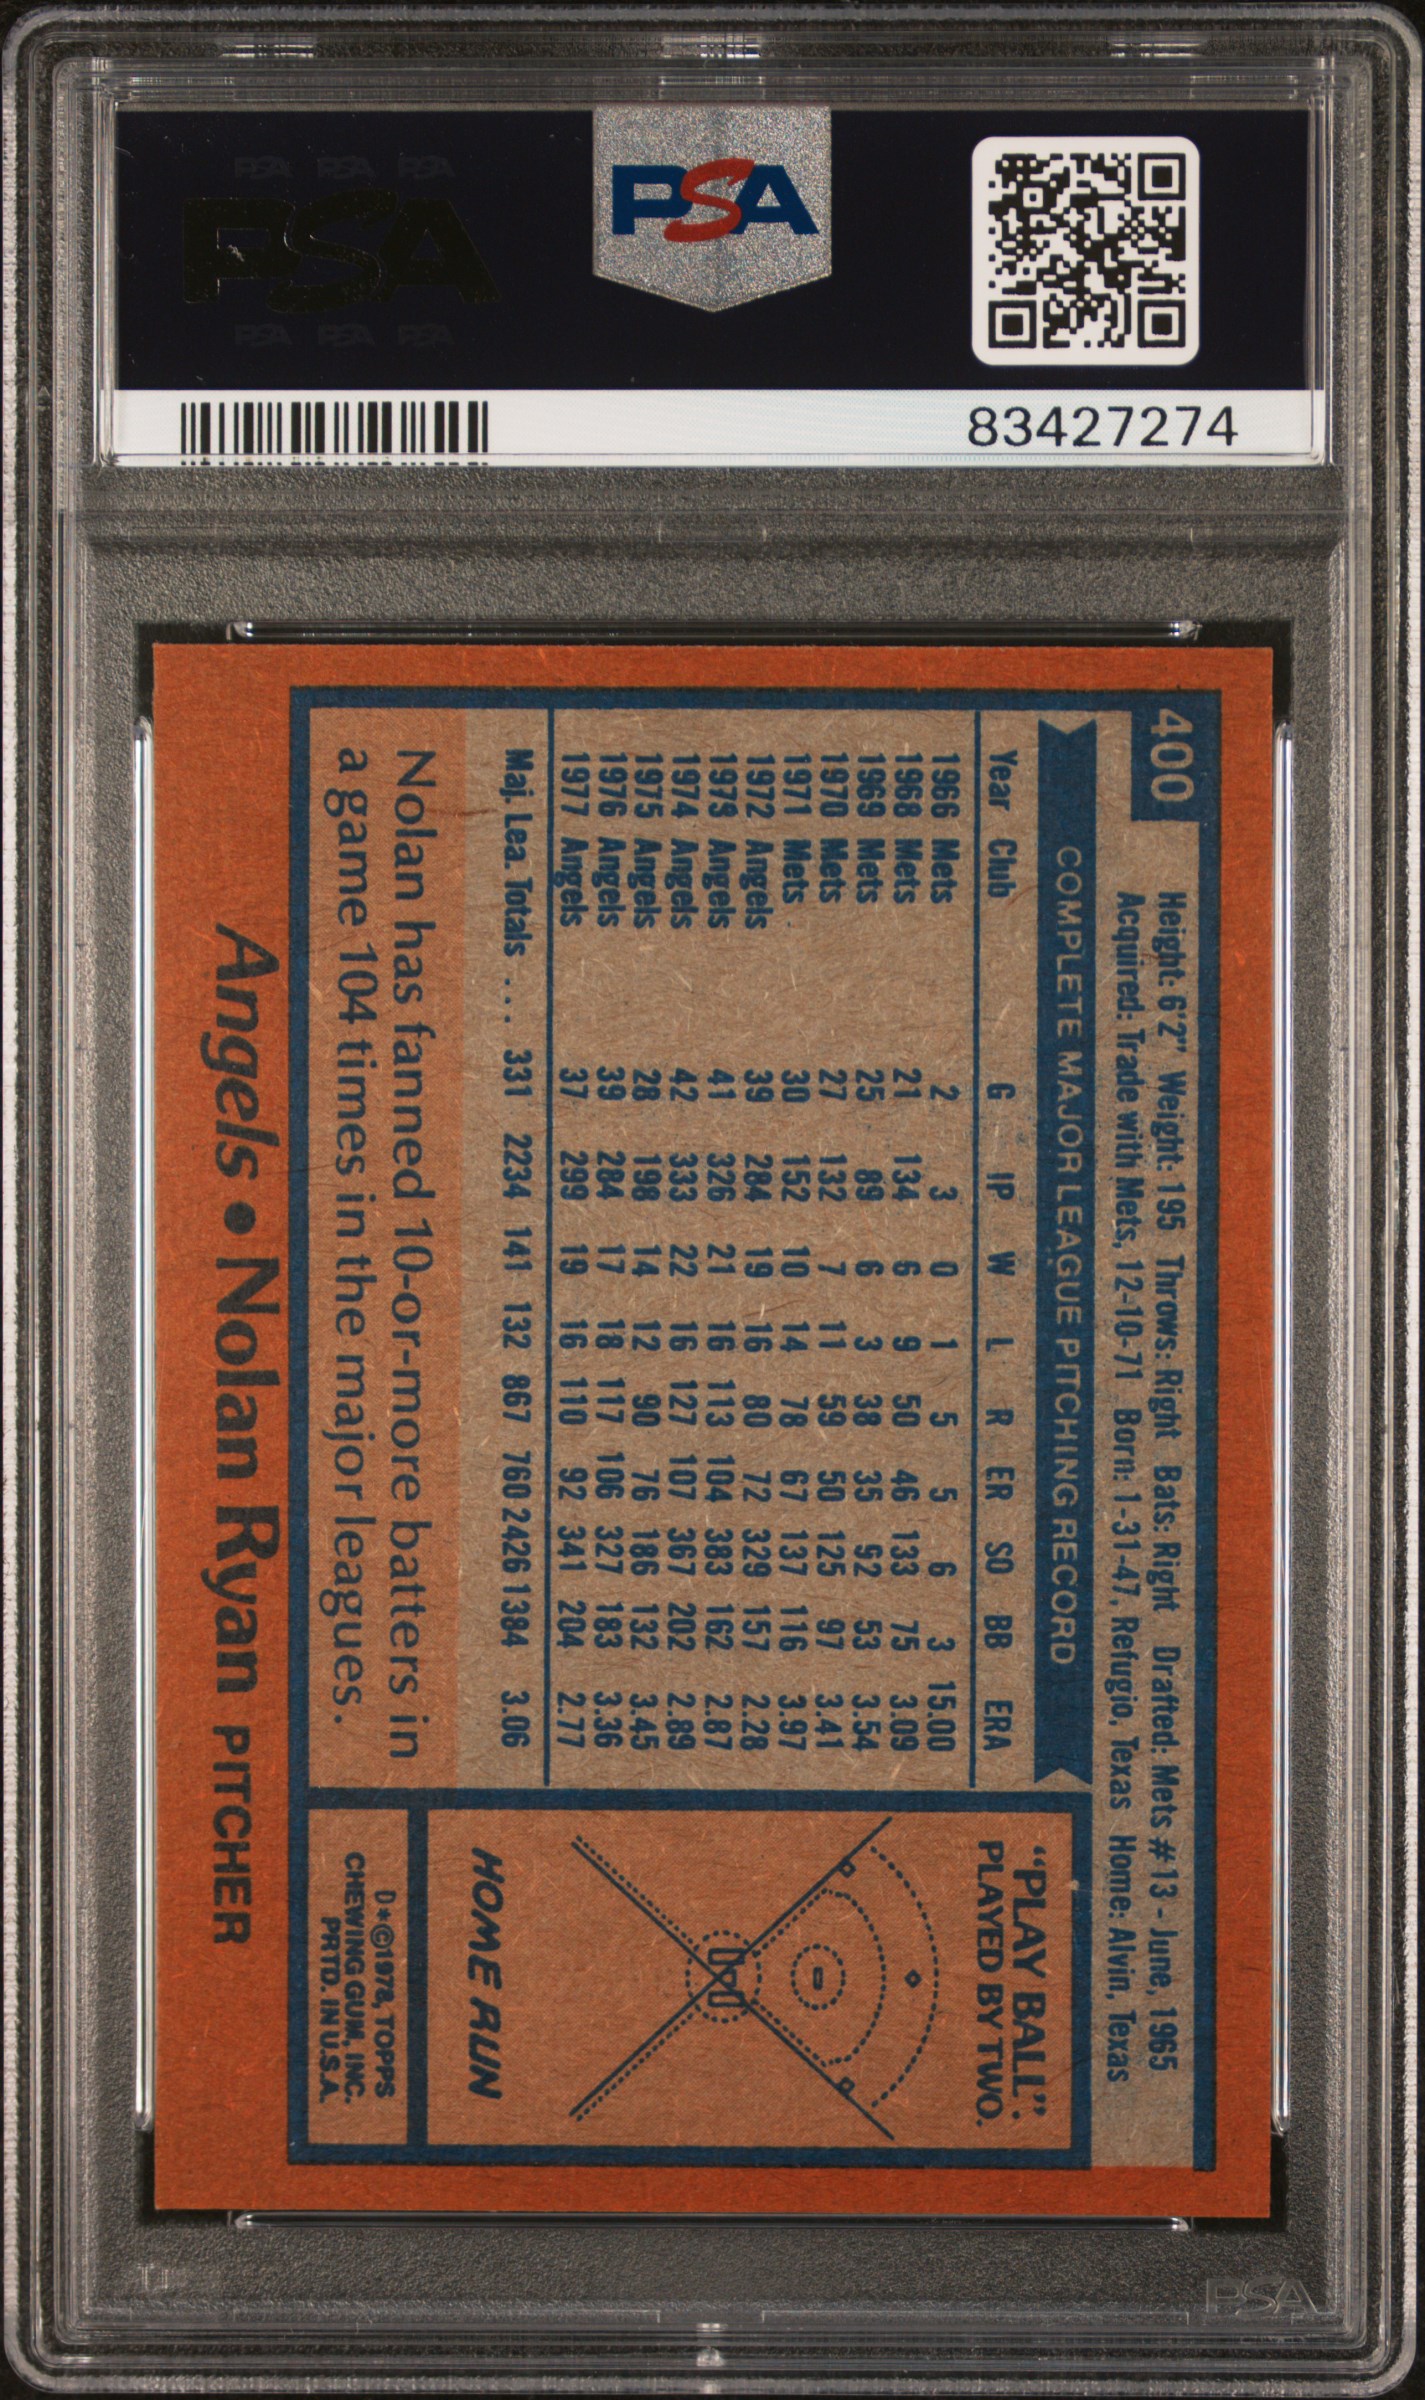 PSA PSA PSA
PSA
PSA PSA PSA
PSA
83427274
400
Height: 6'2" Weight: 195 Throws: Right Bats: Right Drafted: Mets #13 - June, 1965
Acquired: Trade with Mets, 12-10-71 Born: 1-31-47, Refugio, Texas Home: Alvin, Texas
COMPLETE MAJOR LEAGUE PITCHING RECORD
Year Club G IP W L R ER SO BB ERA
1966 Mets 2 3 0 1 5 5 6 3 15.00
1968 Mets 21 134 6 9 50 46 133 75 3.09
1969 Mets 25 89 6 3 38 35 92 53 3.54
1970 Mets 27 132 7 11 59 50 125 97 3.41
1971 Mets 30 152 10 14 78 67 137 116 3.97
1972 Angels 39 284 19 16 80 72 329 157 2.28
1973 Angels 41 326 21 16 113 104 383 162 2.87
1974 Angels 42 333 22 16 127 107 367 202 2.89
1975 Angels 28 198 14 12 90 76 186 132 3.45
1976 Angels 39 284 17 18 117 106 327 183 3.36
1977 Angels 37 299 19 16 110 92 341 204 2.77
Maj. Lea. Totals ... 331 2234 141 132 867 760 2426 1384 3.06
Nolan has fanned 10-or-more batters in
a game 104 times in the major leagues.
"PLAY BALL":
PLAYED BY TWO.
HOME RUN
D*©1978, TOPPS
CHEWING GUM, INC.
PRTD. IN U.S.A.
Angels • Nolan Ryan PITCHER
PSA